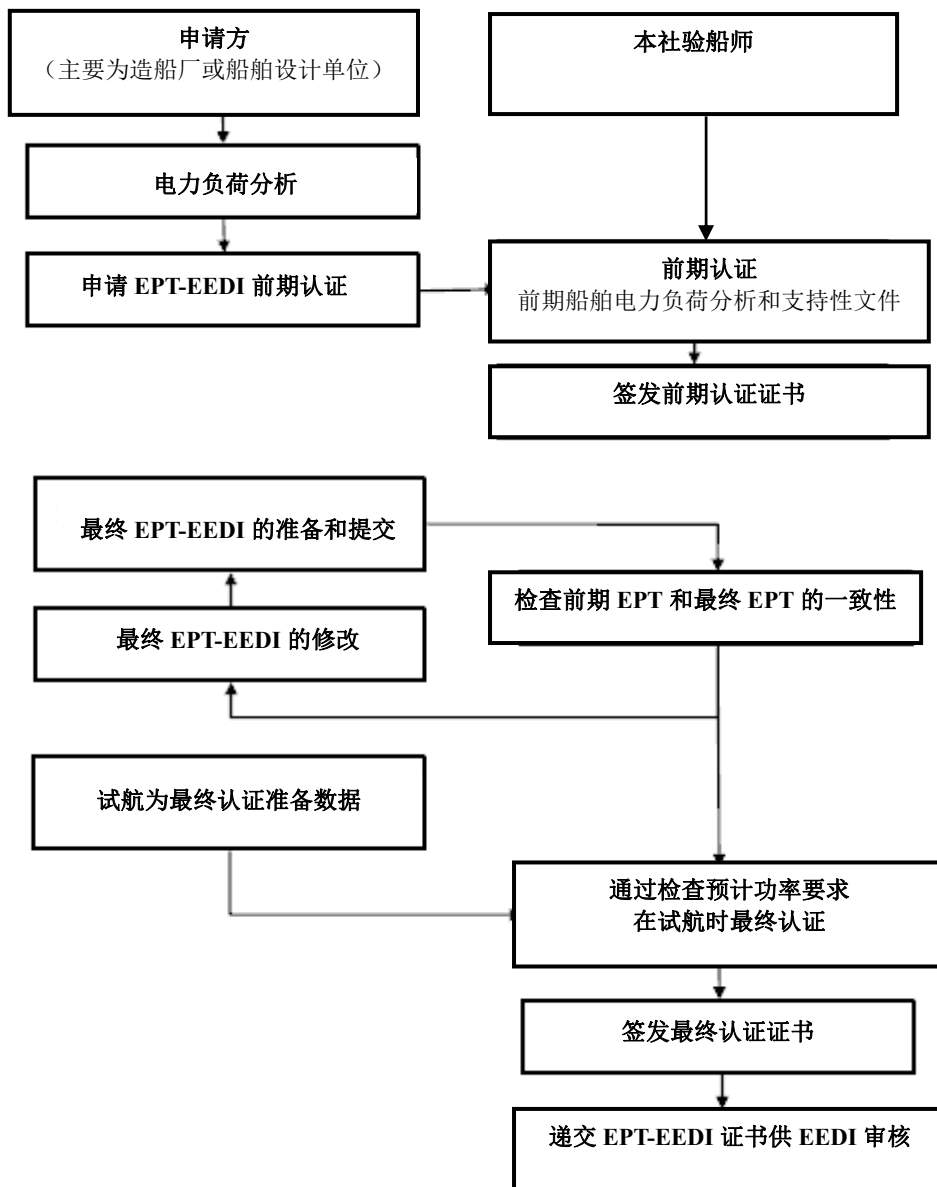 申请方
（主要为造船厂或船舶设计单位）
本社验船师
电力负荷分析
申请 EPT-EEDI 前期认证
前期认证
前期船舶电力负荷分析和支持性文件
签发前期认证证书
最终 EPT-EEDI 的准备和提交
检查前期 EPT 和最终 EPT 的一致性
最终 EPT-EEDI 的修改
试航为最终认证准备数据
通过检查预计功率要求
在试航时最终认证
签发最终认证证书
递交 EPT-EEDI 证书供 EEDI 审核